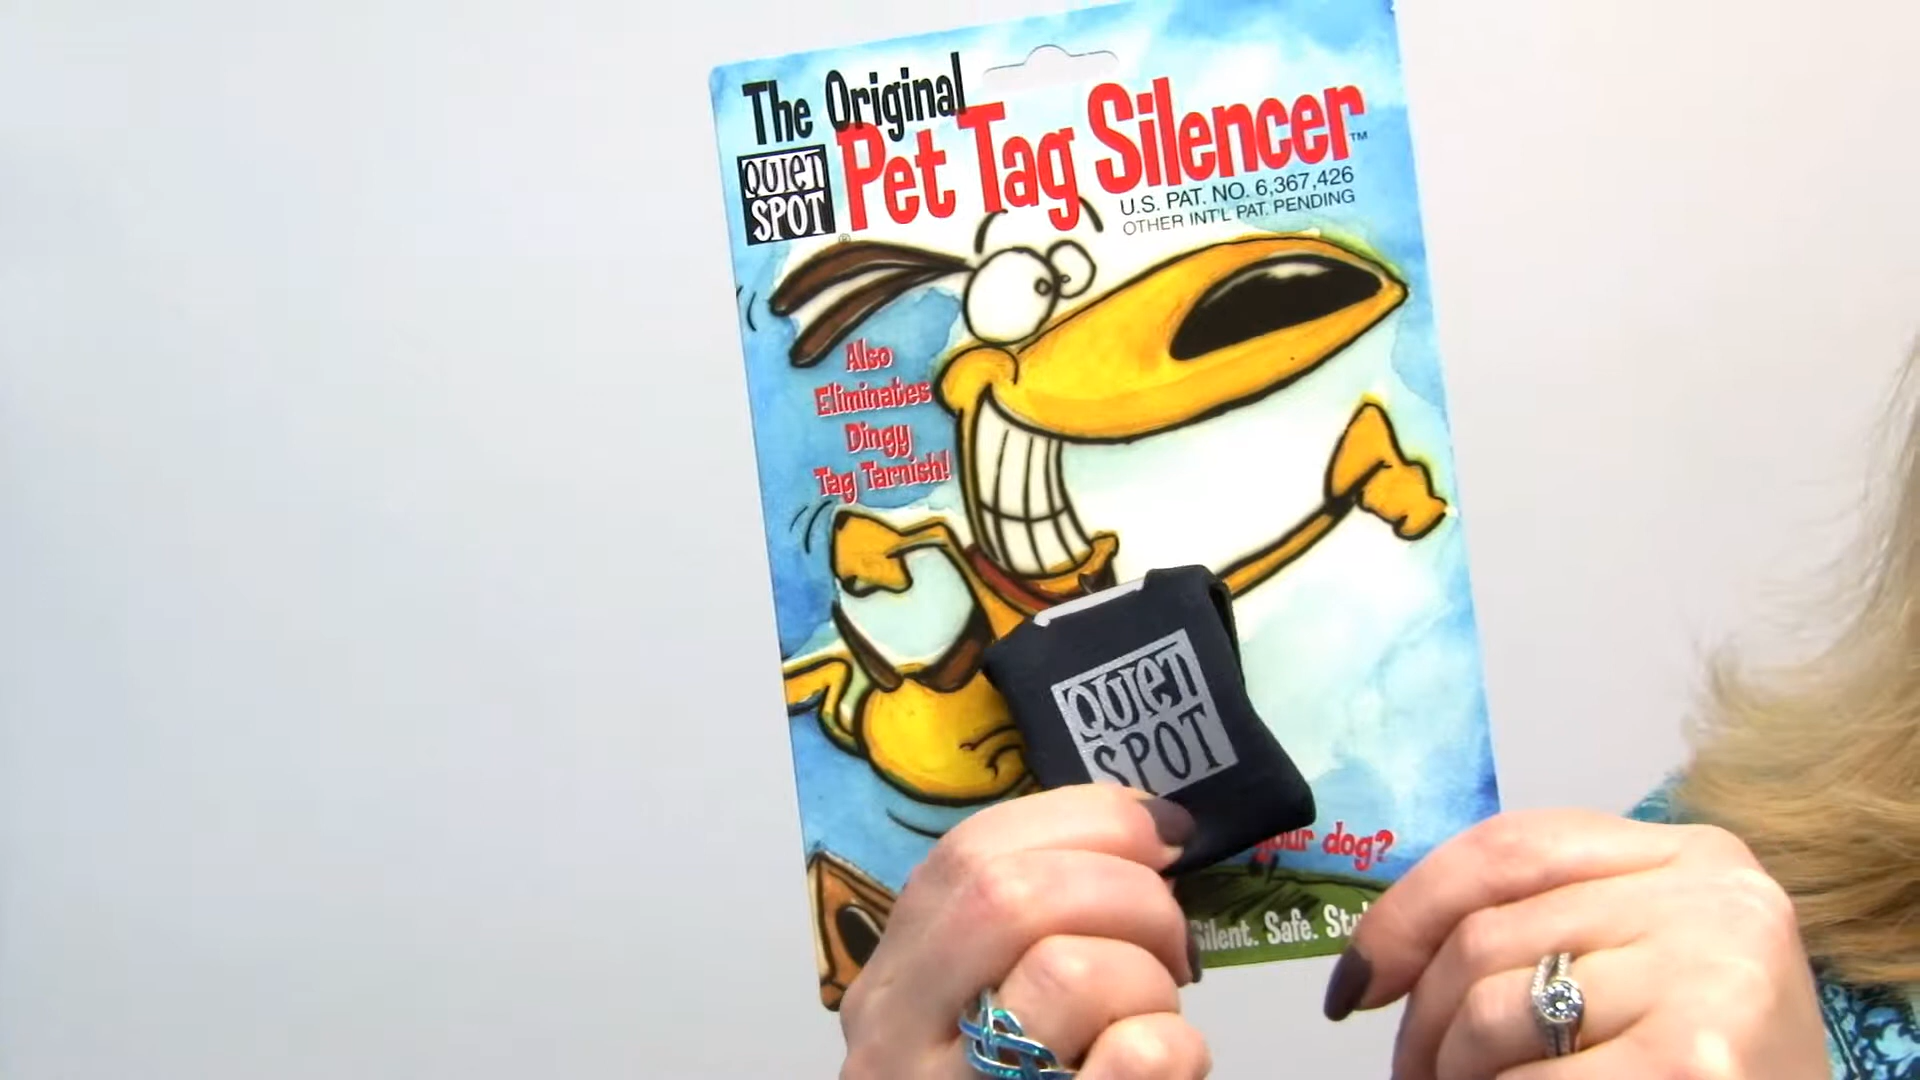 The Original
QUIET
SPOT
®
Pet Tag Silencer™
U.S. PAT. NO. 6,367,426
OTHER INT'L PAT. PENDING
Also
Eliminates
Dingy
Tag Tarnish!
QUIET
SPOT
your dog?
Silent. Safe.